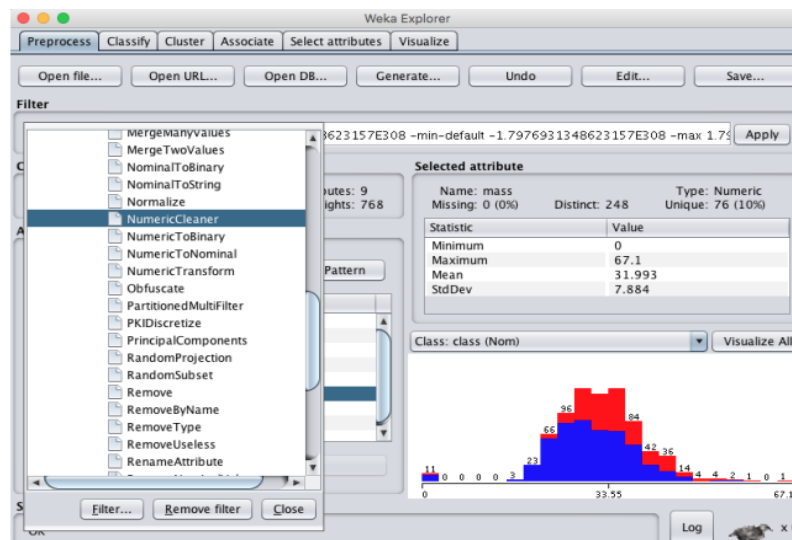 Weka Explorer
Preprocess Classify Cluster Associate Select attributes Visualize
Open file... Open URL... Open DB... Generate... Undo Edit... Save...
Filter
8623157E308 -min-default -1.7976931348623157E308 -max 1.79 Apply
MergeManyValues
MergeTwoValues
NominalToBinary
NominalToString
Normalize
NumericCleaner
NumericToBinary
NumericToNominal
NumericTransform
Obfuscate
PartitionedMultiFilter
PKIDiscretize
PrincipalComponents
RandomProjection
RandomSubset
Remove
RemoveByName
RemoveType
RemoveUseless
RenameAttribute
Filter... Remove filter Close
butes: 9
ights: 768
Pattern
Selected attribute
Name: mass Type: Numeric
Missing: 0 (0%) Distinct: 248 Unique: 76 (10%)
Statistic Value
Minimum 0
Maximum 67.1
Mean 31.993
StdDev 7.884
Class: class (Nom) Visualize All
11 0 0 0 0 3 23 66 96 84 42 36 14 4 4 2 1 0 1
0 33.55 67.1
Log x